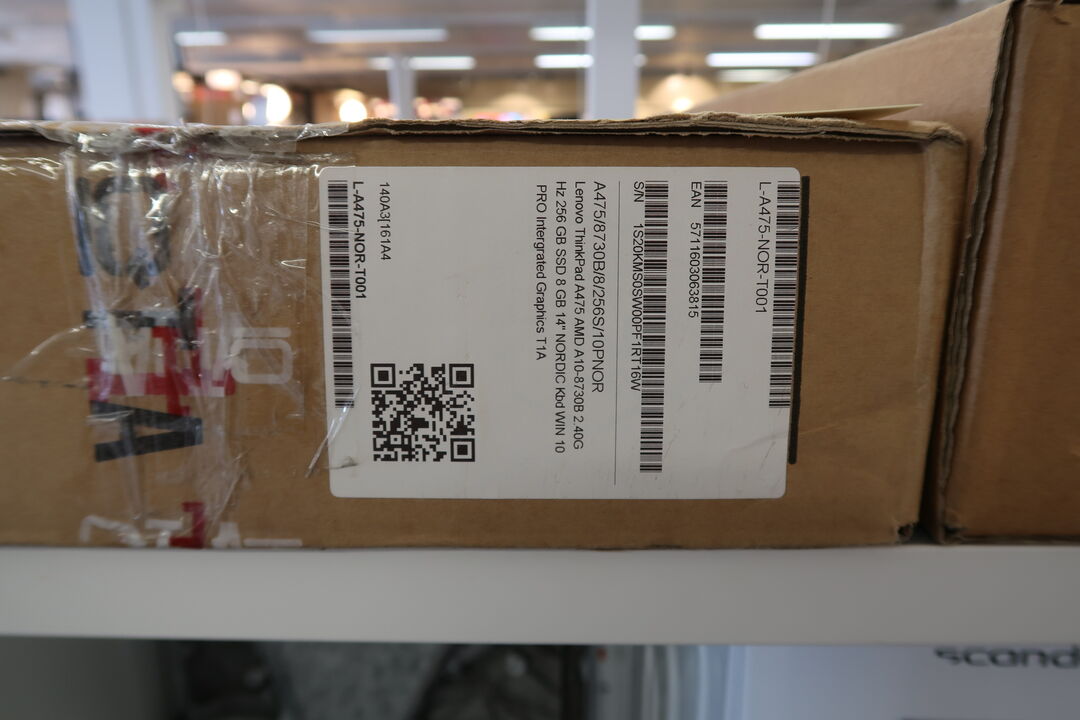 L-A475-NOR-T001
EAN 5711603063815
S/N 1S20KMS0SW00PF1RT16W
A475/8730B/8/256S/10PNOR
Lenovo ThinkPad A475 AMD A10-8730B 2.40G
Hz 256 GB SSD 8 GB 14" NORDIC Kbd WIN 10
PRO Intergrated Graphics T1A
140A3[161A4
L-A475-NOR-T001
scand